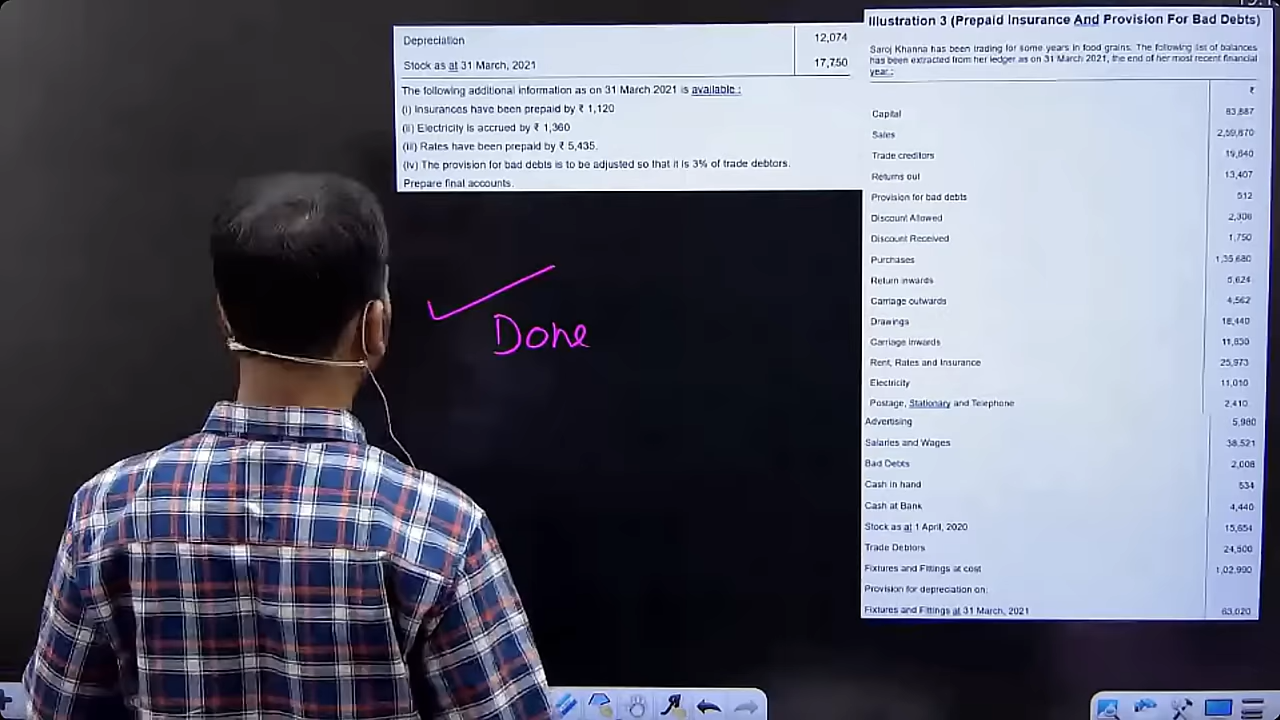 Depreciation 12,074
Stock as at 31 March, 2021 17,750
The following additional information as on 31 March 2021 is available :
(i) Insurances have been prepaid by ₹ 1,120
(ii) Electricity is accrued by ₹ 1,360
(iii) Rates have been prepaid by ₹ 5,435.
(iv) The provision for bad debts is to be adjusted so that it is 3% of trade debtors.
Prepare final accounts.
Done
Illustration 3 (Prepaid Insurance And Provision For Bad Debts)
Saroj Khanna has been trading for some years in food grains. The following list of balances
has been extracted from her ledger as on 31 March 2021, the end of her most recent financial
year :
₹
Capital 83,887
Sales 2,59,870
Trade creditors 19,840
Returns out 13,407
Provision for bad debts 512
Discount Allowed 2,308
Discount Received 1,750
Purchases 1,35,680
Return inwards 5,624
Carriage outwards 4,562
Drawings 18,440
Carriage inwards 11,830
Rent, Rates and Insurance 25,973
Electricity 11,010
Postage, Stationary and Telephone 2,410
Advertising 5,980
Salaries and Wages 38,521
Bad Debts 2,008
Cash in hand 534
Cash at Bank 4,440
Stock as at 1 April, 2020 15,654
Trade Debtors 24,500
Fixtures and Fittings at cost 1,02,990
Provision for depreciation on:
Fixtures and Fittings at 31 March, 2021 63,020